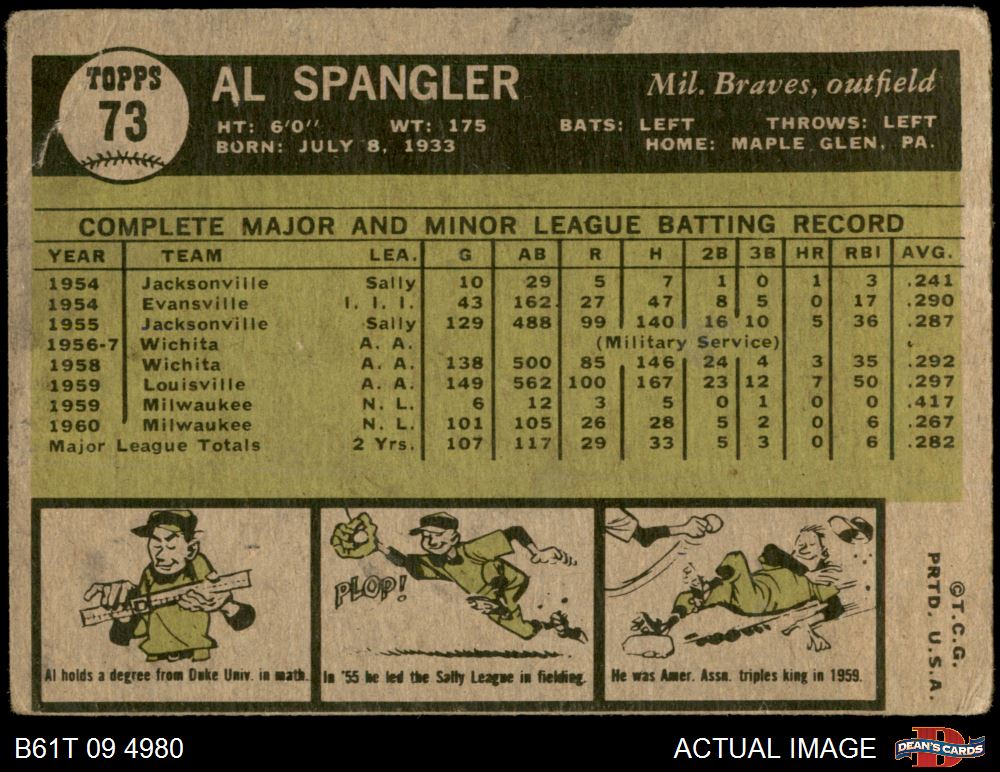 TOPPS
73
AL SPANGLER
Mil. Braves, outfield
HT: 6'0" WT: 175 BATS: LEFT THROWS: LEFT
BORN: JULY 8, 1933 HOME: MAPLE GLEN, PA.
COMPLETE MAJOR AND MINOR LEAGUE BATTING RECORD
YEAR TEAM LEA. G AB R H 2B 3B HR RBI AVG.
1954 Jacksonville Sally 10 29 5 7 1 0 1 3 .241
1954 Evansville I. I. I. 43 162 27 47 8 5 0 17 .290
1955 Jacksonville Sally 129 488 99 140 16 10 5 36 .287
1956-7 Wichita A. A. (Military Service)
1958 Wichita A. A. 138 500 85 146 24 4 3 35 .292
1959 Louisville A. A. 149 562 100 167 23 12 7 50 .297
1959 Milwaukee N. L. 6 12 3 5 0 1 0 0 .417
1960 Milwaukee N. L. 101 105 26 28 5 2 0 6 .267
Major League Totals 2 Yrs. 107 117 29 33 5 3 0 6 .282
PLOP!
Al holds a degree from Duke Univ. in math.
In '55 he led the Sally League in fielding.
He was Amer. Assn. triples king in 1959.
©T.C.G.
PRTD. U.S.A.
B61T 09 4980
ACTUAL IMAGE
DEAN'S CARDS